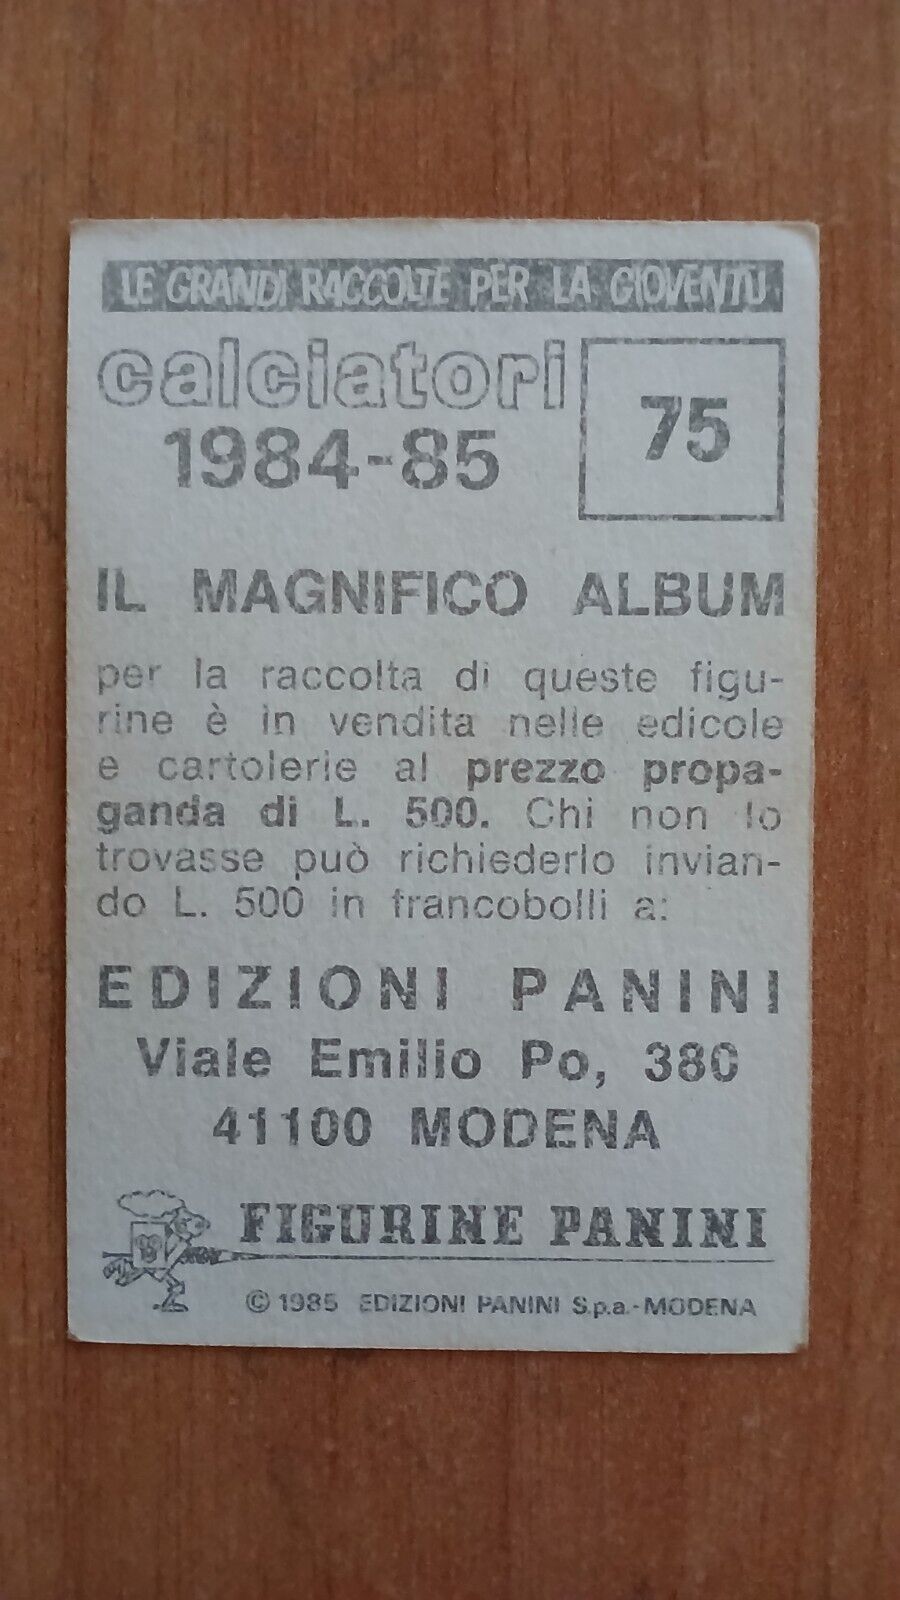 LE GRANDI RACCOLTE PER LA GIOVENTU
calciatori
1984-85
75
IL MAGNIFICO ALBUM
per la raccolta di queste figu-
rine è in vendita nelle edicole
e cartolerie al prezzo propa-
ganda di L. 500. Chi non lo
trovasse può richiederlo invian-
do L. 500 in francobolli a:
EDIZIONI PANINI
Viale Emilio Po, 380
41100 MODENA
FIGURINE PANINI
© 1985 EDIZIONI PANINI S.p.a.-MODENA